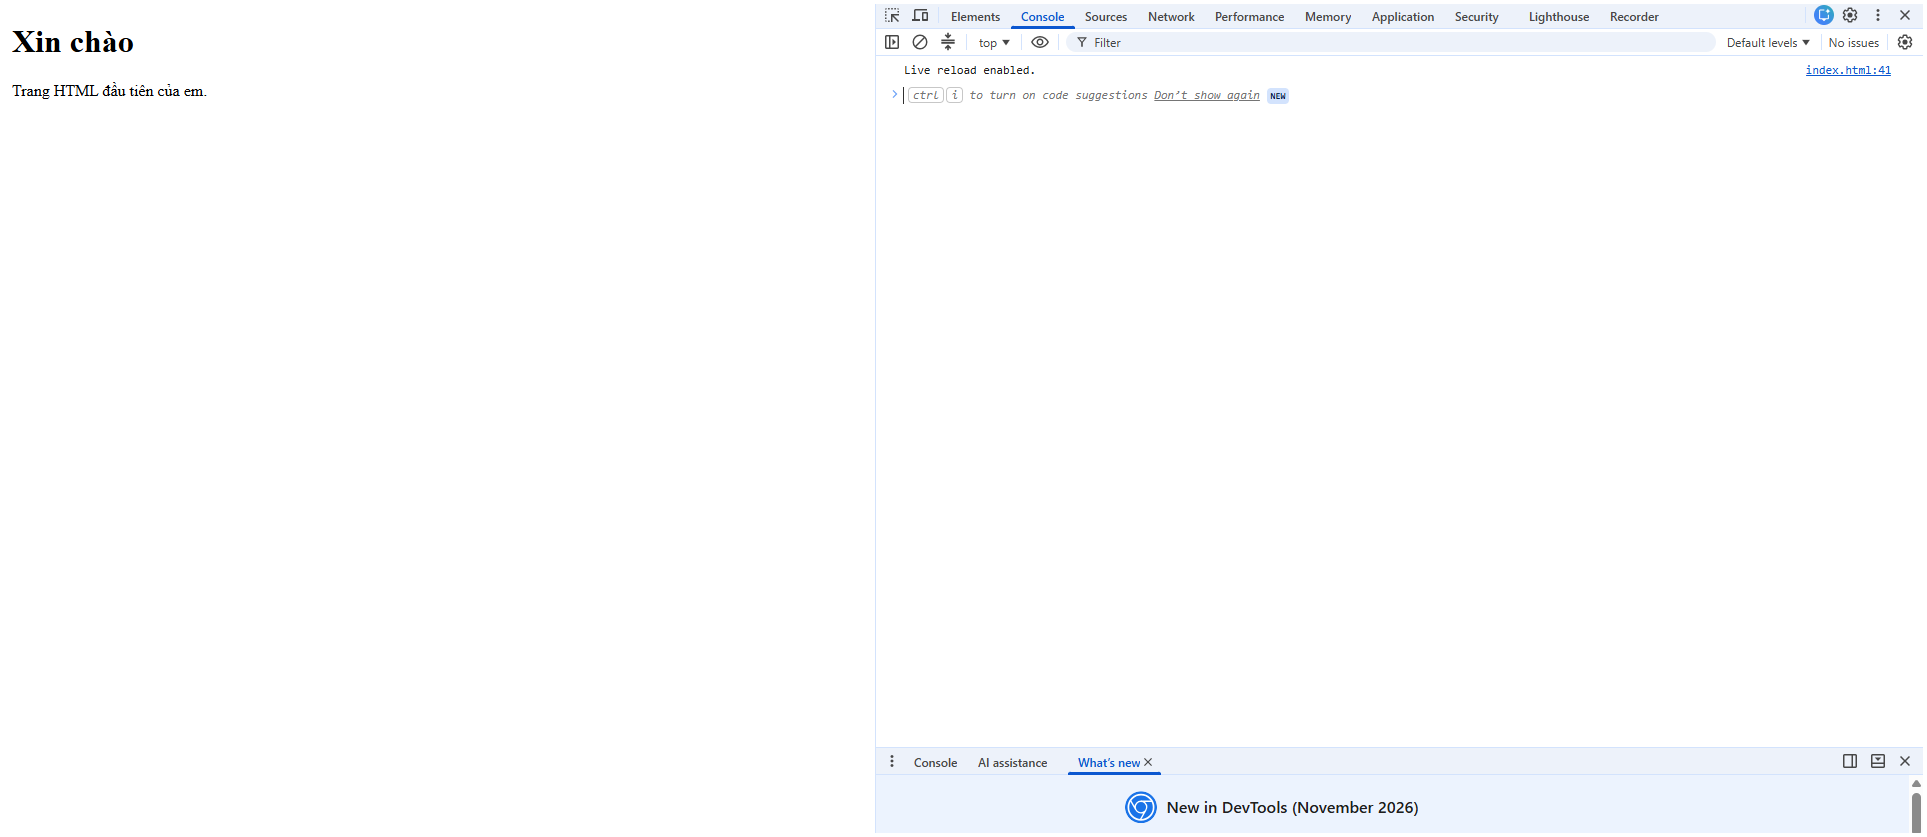 Xin chào
Trang HTML đầu tiên của em.
Elements Console Sources Network Performance Memory Application Security Lighthouse Recorder
top Filter Default levels No issues
Live reload enabled. index.html:41
ctrl i to turn on code suggestions Don't show again NEW
Console AI assistance What's new
New in DevTools (November 2026)